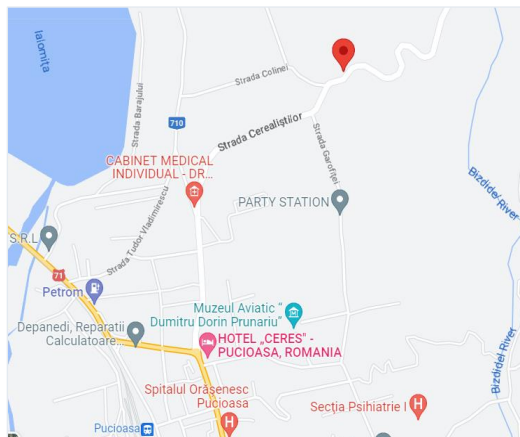 Ialomița
Strada Colinei
Strada Barajului
710
Strada Cerealiștilor
Strada Garofiței
CABINET MEDICAL
INDIVIDUAL - DR...
Bizdidel River
PARTY STATION
Strada Tudor Vladimirescu
S.R.L
71
Petrom
Muzeul Aviatic "
Dumitru Dorin Prunariu"
Depanedi, Reparatii
Calculatoare...
HOTEL „CERES" -
PUCIOASA, ROMANIA
Bizdidel River
Spitalul Orășenesc
Pucioasa
H
Secția Psihiatrie I
H
Pucioasa